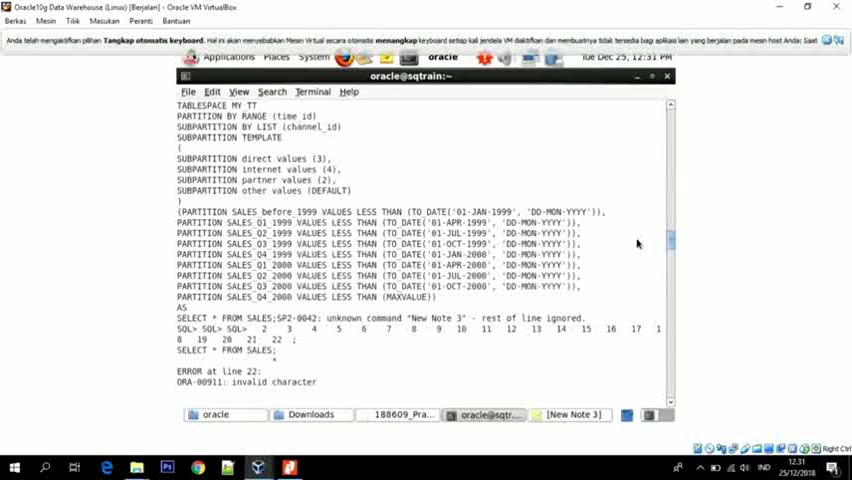 Oracle10g Data Warehouse (Linux) [Berjalan] - Oracle VM VirtualBox
Berkas Mesin Tilik Masukan Peranti Bantuan
Anda telah mengaktifkan pilihan Tangkap otomatis keyboard. Hal ini akan menyebabkan Mesin Virtual secara otomatis menangkap keyboard setiap kali jendela VM diaktifkan dan membuatnya tidak tersedia bagi aplikasi lain yang berjalan pada mesin host Anda: Saat
Applications Places System oracle Tue Dec 25, 12:31 PM
oracle@sqtrain:~
File Edit View Search Terminal Help
TABLESPACE MY TT
PARTITION BY RANGE (time id)
SUBPARTITION BY LIST (channel_id)
SUBPARTITION TEMPLATE
(
SUBPARTITION direct values (3),
SUBPARTITION internet values (4),
SUBPARTITION partner values (2),
SUBPARTITION other values (DEFAULT)
)
(PARTITION SALES_before_1999 VALUES LESS THAN (TO_DATE('01-JAN-1999', 'DD-MON-YYYY')),
PARTITION SALES_Q1_1999 VALUES LESS THAN (TO_DATE('01-APR-1999', 'DD-MON-YYYY')),
PARTITION SALES_Q2_1999 VALUES LESS THAN (TO_DATE('01-JUL-1999', 'DD-MON-YYYY')),
PARTITION SALES_Q3_1999 VALUES LESS THAN (TO_DATE('01-OCT-1999', 'DD-MON-YYYY')),
PARTITION SALES_Q4_1999 VALUES LESS THAN (TO_DATE('01-JAN-2000', 'DD-MON-YYYY')),
PARTITION SALES_Q1_2000 VALUES LESS THAN (TO_DATE('01-APR-2000', 'DD-MON-YYYY')),
PARTITION SALES_Q2_2000 VALUES LESS THAN (TO_DATE('01-JUL-2000', 'DD-MON-YYYY')),
PARTITION SALES_Q3_2000 VALUES LESS THAN (TO_DATE('01-OCT-2000', 'DD-MON-YYYY')),
PARTITION SALES_Q4_2000 VALUES LESS THAN (MAXVALUE))
AS
SELECT * FROM SALES;SP2-0042: unknown command "New Note 3" - rest of line ignored.
SQL> SQL> SQL> 2 3 4 5 6 7 8 9 10 11 12 13 14 15 16 17 1
8 19 20 21 22 ;
SELECT * FROM SALES;
*
ERROR at line 22:
ORA-00911: invalid character
oracle Downloads 188609_Pra... oracle@sqtr... [New Note 3]
Right Ctrl
IND 12.31
25/12/2018